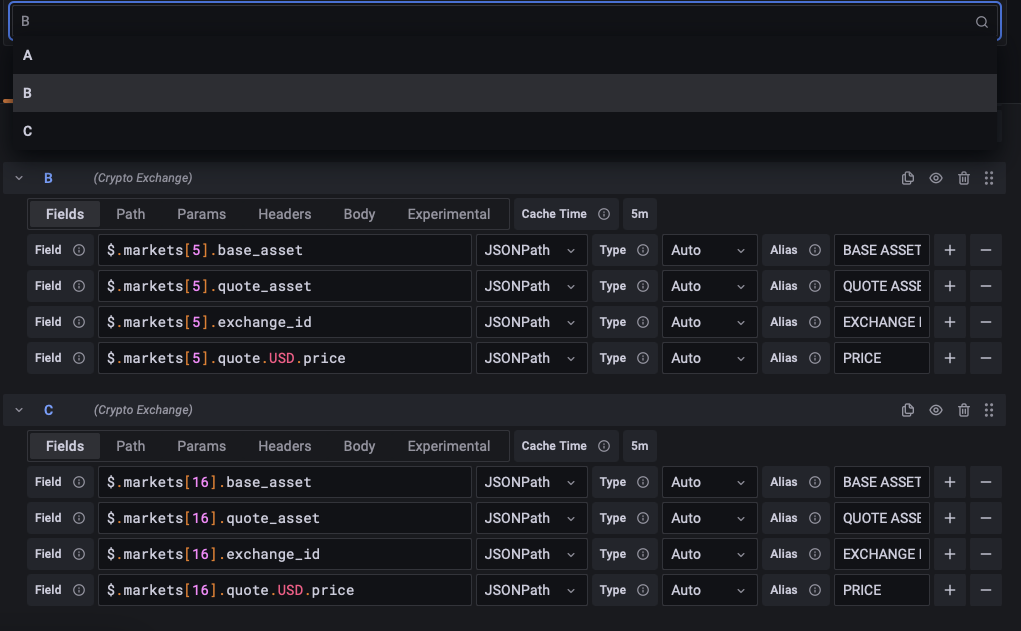 B
A
B
C
B (Crypto Exchange)
Fields Path Params Headers Body Experimental Cache Time 5m
Field $.markets[5].base_asset JSONPath Type Auto Alias BASE ASSET + −
Field $.markets[5].quote_asset JSONPath Type Auto Alias QUOTE ASSE + −
Field $.markets[5].exchange_id JSONPath Type Auto Alias EXCHANGE I + −
Field $.markets[5].quote.USD.price JSONPath Type Auto Alias PRICE + −
C (Crypto Exchange)
Fields Path Params Headers Body Experimental Cache Time 5m
Field $.markets[16].base_asset JSONPath Type Auto Alias BASE ASSET + −
Field $.markets[16].quote_asset JSONPath Type Auto Alias QUOTE ASSE + −
Field $.markets[16].exchange_id JSONPath Type Auto Alias EXCHANGE I + −
Field $.markets[16].quote.USD.price JSONPath Type Auto Alias PRICE + −